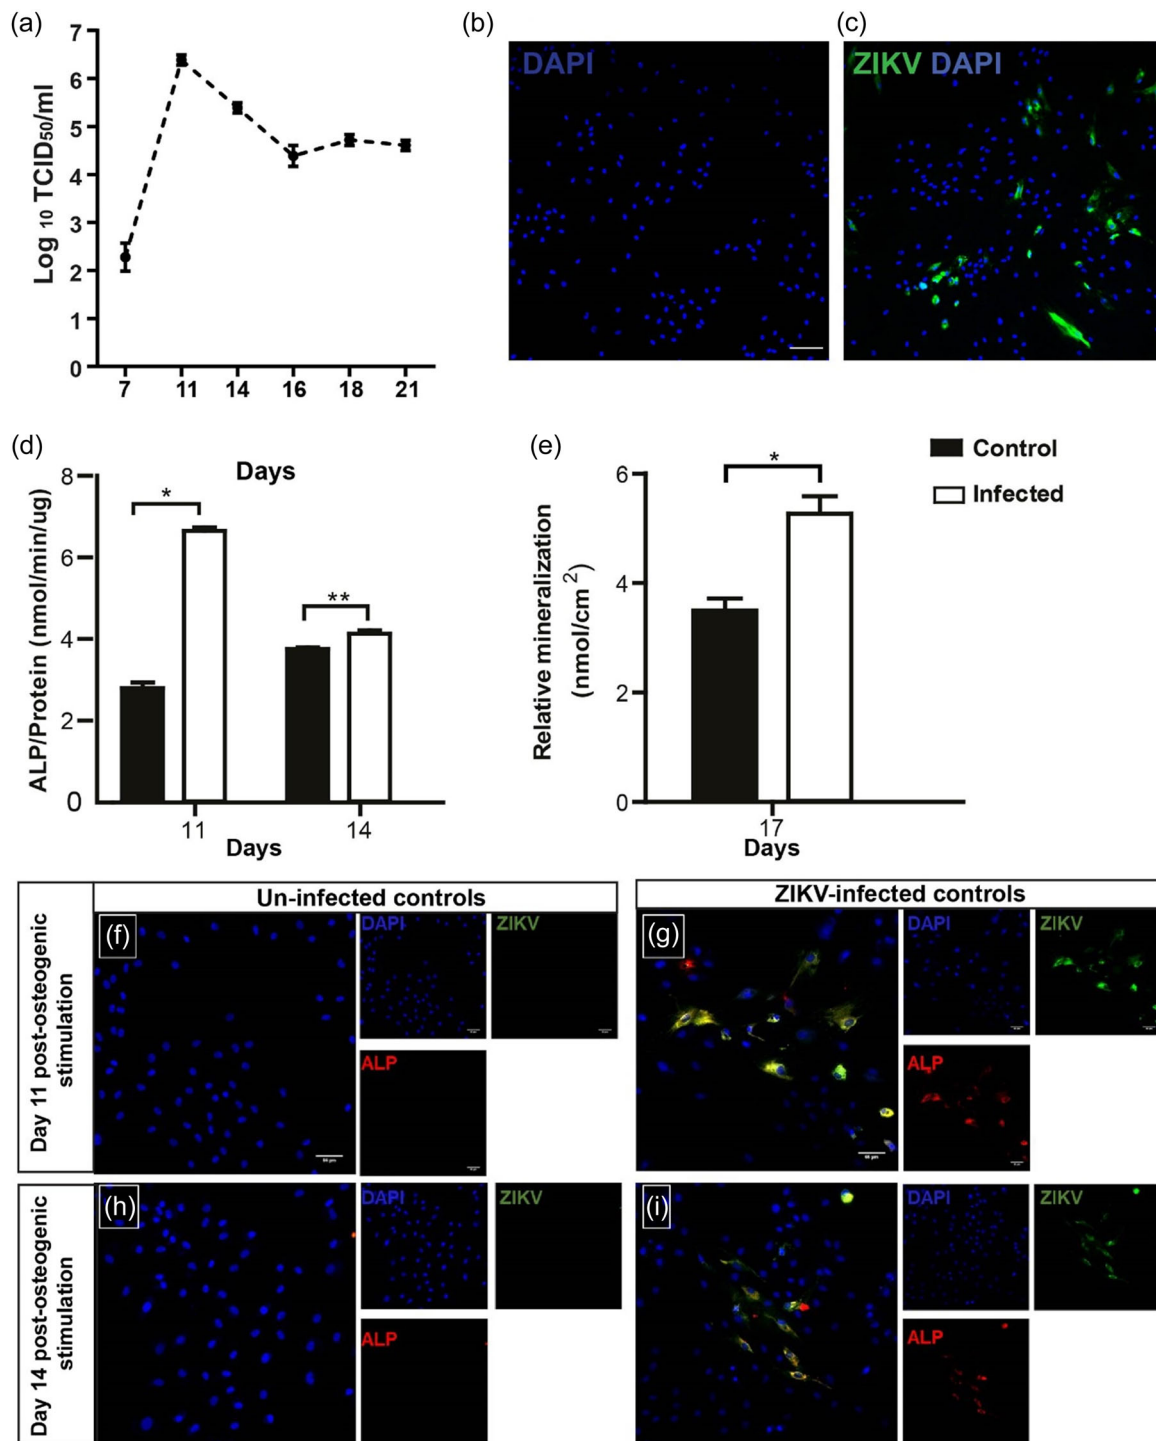 (a)
7
6
5
4
3
2
1
0
Log 10 TCID50/ml
7 11 14 16 18 21
Days
(b)
DAPI
(c)
ZIKV DAPI
(d)
8
6
4
2
0
ALP/Protein (nmol/min/ug)
*
**
11 14
Days
(e)
6
4
2
0
Relative mineralization
(nmol/cm2)
*
17
Days
Control
Infected
Un-infected controls
ZIKV-infected controls
Day 11 post-osteogenic
stimulation
(f)
DAPI
ZIKV
ALP
(g)
DAPI
ZIKV
ALP
Day 14 post-osteogenic
stimulation
(h)
DAPI
ZIKV
ALP
(i)
DAPI
ZIKV
ALP